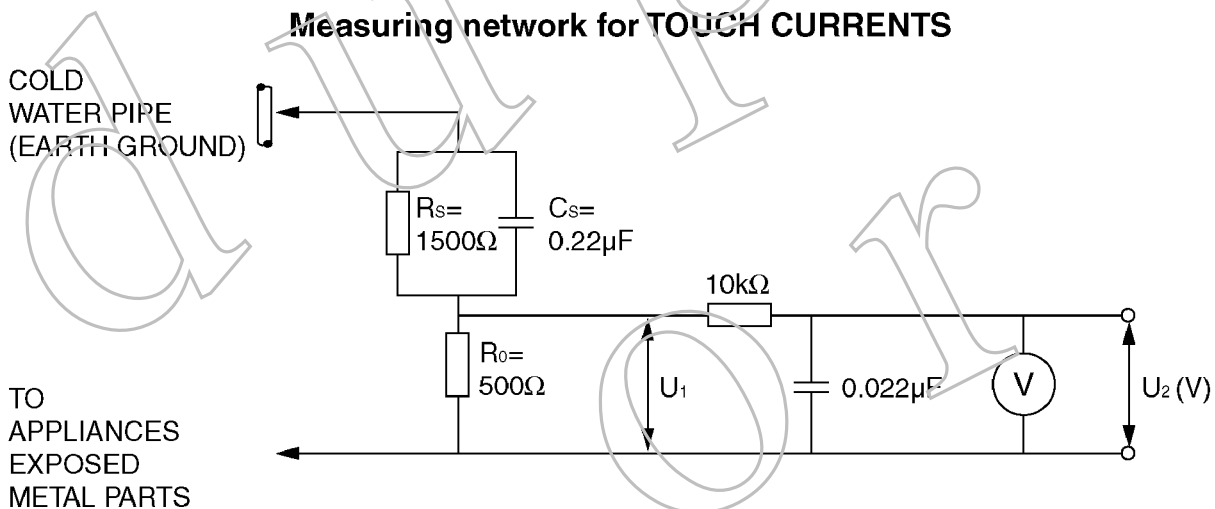 Measuring network for TOUCH CURRENTS
COLD
WATER PIPE
(EARTH GROUND)
RS=
1500Ω
CS=
0.22µF
10kΩ
R0=
500Ω
U1
0.022µF
V
U2 (V)
TO
APPLIANCES
EXPOSED
METAL PARTS